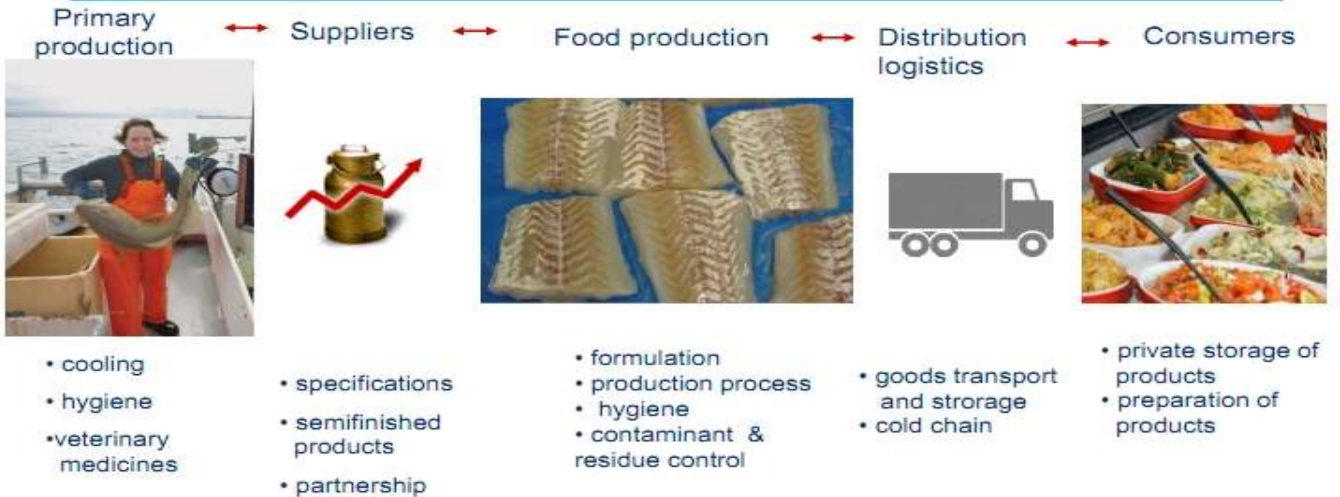 Primary
production
Suppliers
Food production
Distribution
logistics
Consumers
• cooling
• hygiene
•veterinary
medicines
• specifications
• semifinished
products
• partnership
• formulation
• production process
• hygiene
• contaminant &
residue control
• goods transport
and strorage
• cold chain
• private storage of
products
• preparation of
products